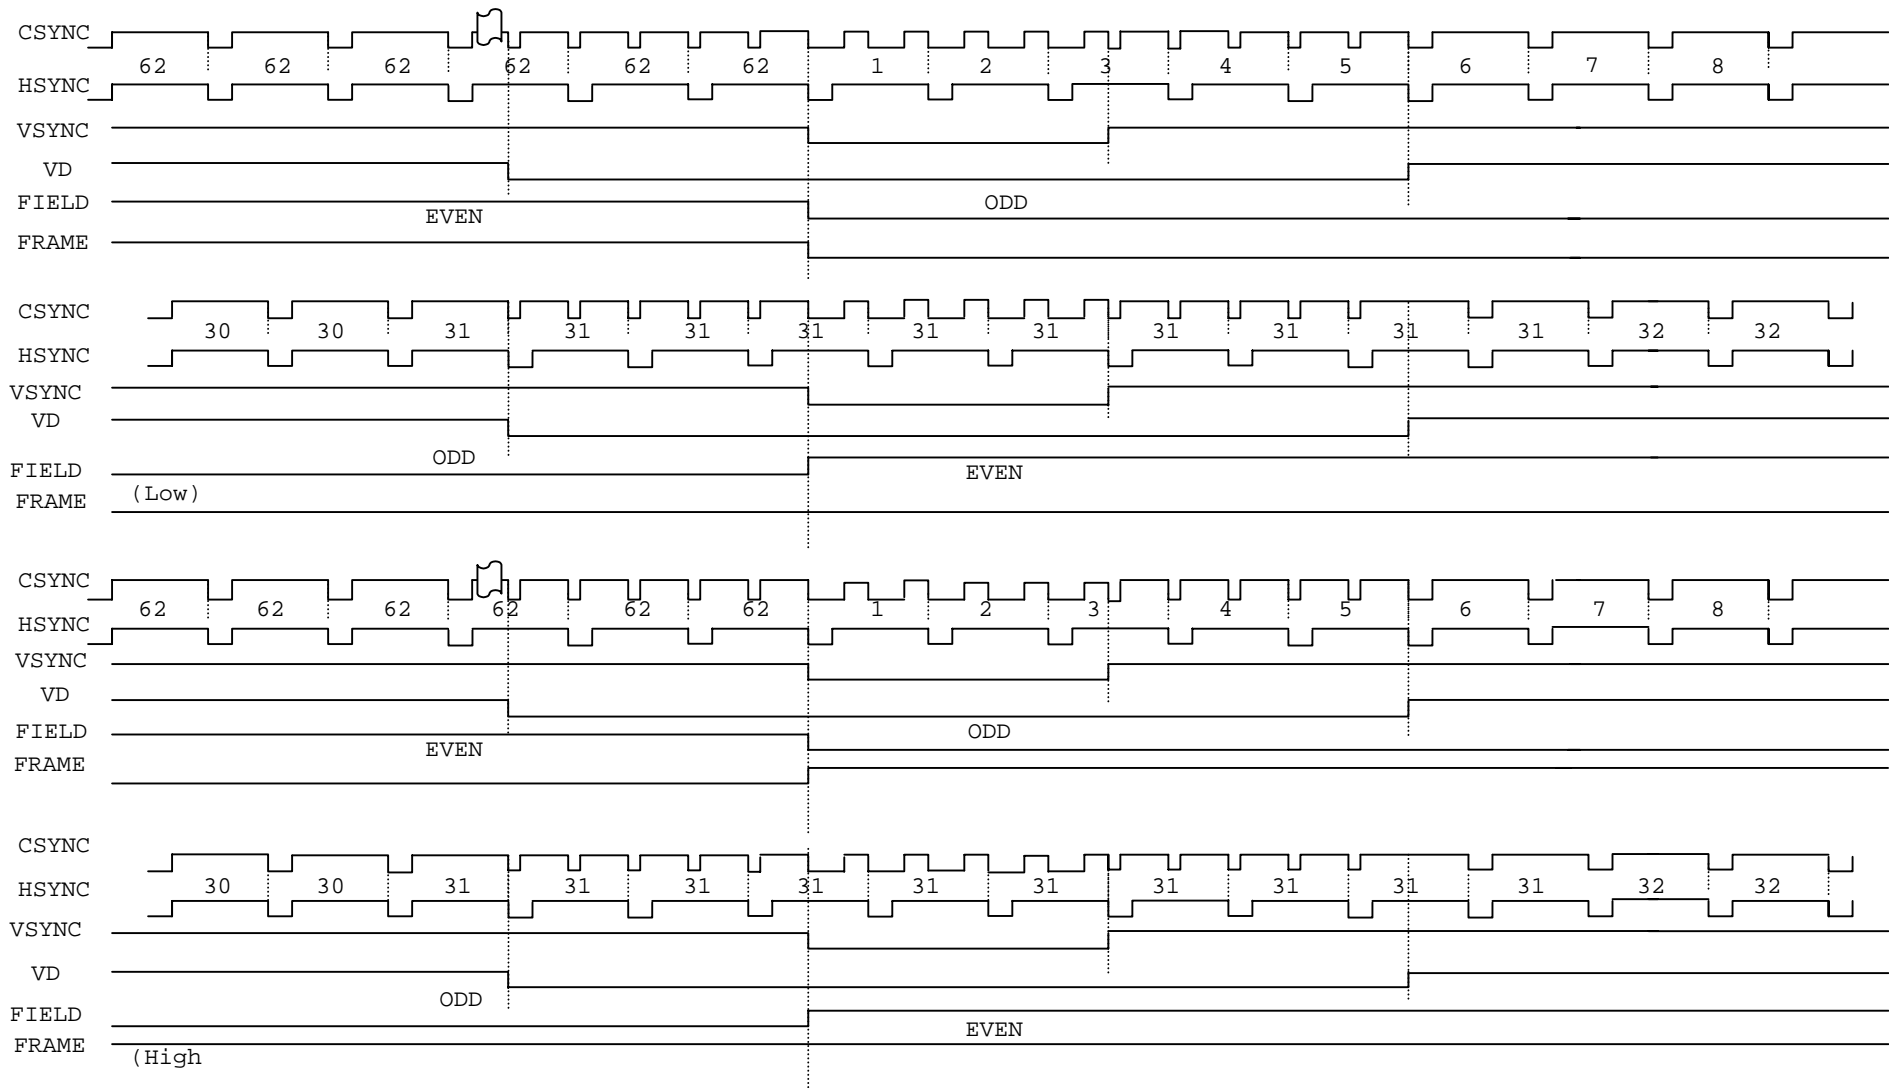 CSYNC
62 62 62 62 62 62 1 2 3 4 5 6 7 8
HSYNC
VSYNC
VD
FIELD EVEN ODD
FRAME
CSYNC
30 30 31 31 31 31 31 31 31 31 31 31 32 32
HSYNC
VSYNC
VD
ODD
FIELD EVEN
(Low)
FRAME
CSYNC
62 62 62 62 62 62 1 2 3 4 5 6 7 8
HSYNC
VSYNC
VD
FIELD ODD
EVEN
FRAME
CSYNC
HSYNC 30 30 31 31 31 31 31 31 31 31 31 31 32 32
VSYNC
VD
ODD
FIELD
EVEN
FRAME
(High